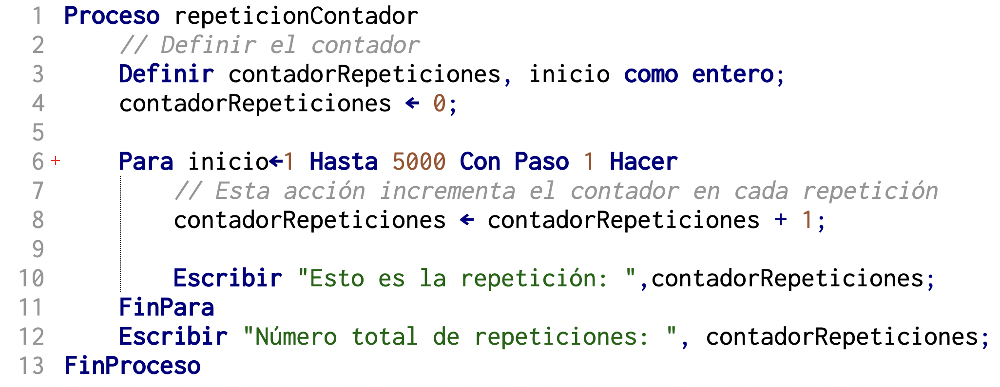 1 Proceso repeticionContador
2 // Definir el contador
3 Definir contadorRepeticiones, inicio como entero;
4 contadorRepeticiones ← 0;
5
6 + Para inicio←1 Hasta 5000 Con Paso 1 Hacer
7 // Esta acción incrementa el contador en cada repetición
8 contadorRepeticiones ← contadorRepeticiones + 1;
9
10 Escribir "Esto es la repetición: ",contadorRepeticiones;
11 FinPara
12 Escribir "Número total de repeticiones: ", contadorRepeticiones;
13 FinProceso